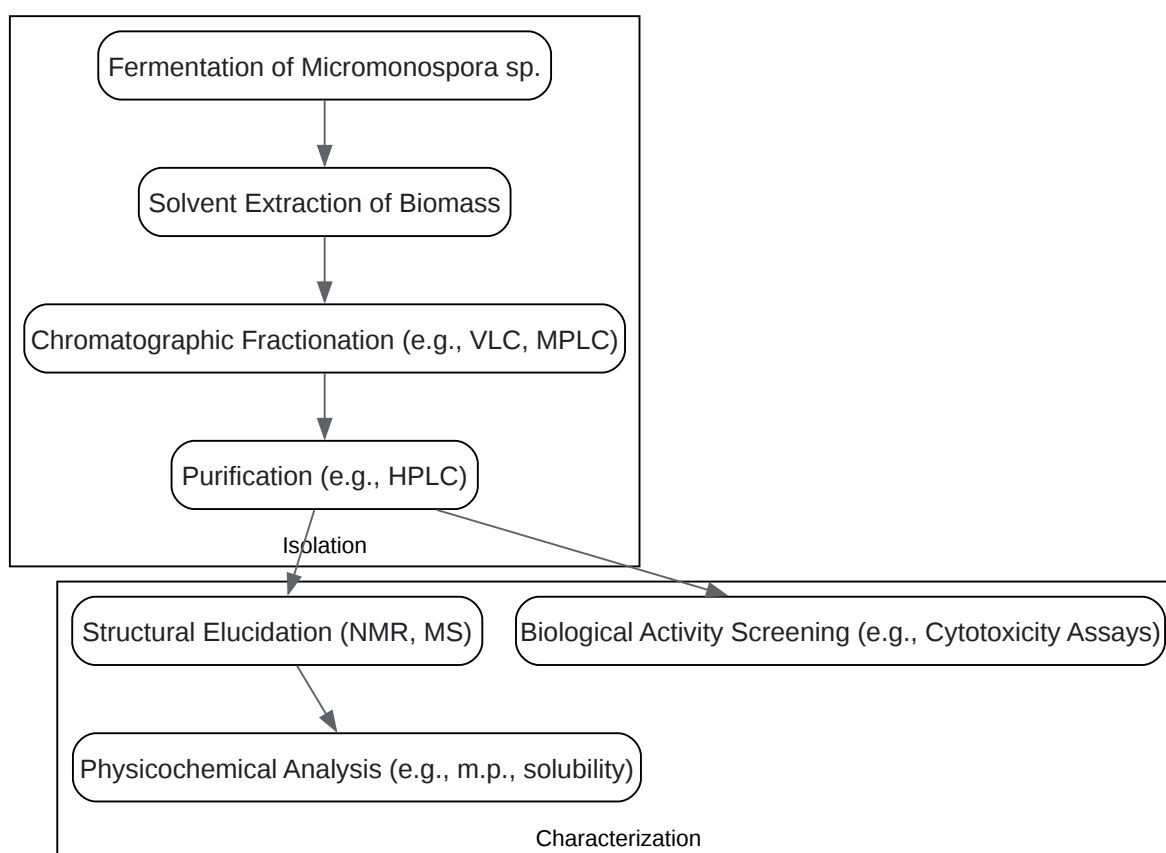 Fermentation of Micromonospora sp.
Solvent Extraction of Biomass
Chromatographic Fractionation (e.g., VLC, MPLC)
Purification (e.g., HPLC)
Isolation
Structural Elucidation (NMR, MS)
Biological Activity Screening (e.g., Cytotoxicity Assays)
Physicochemical Analysis (e.g., m.p., solubility)
Characterization